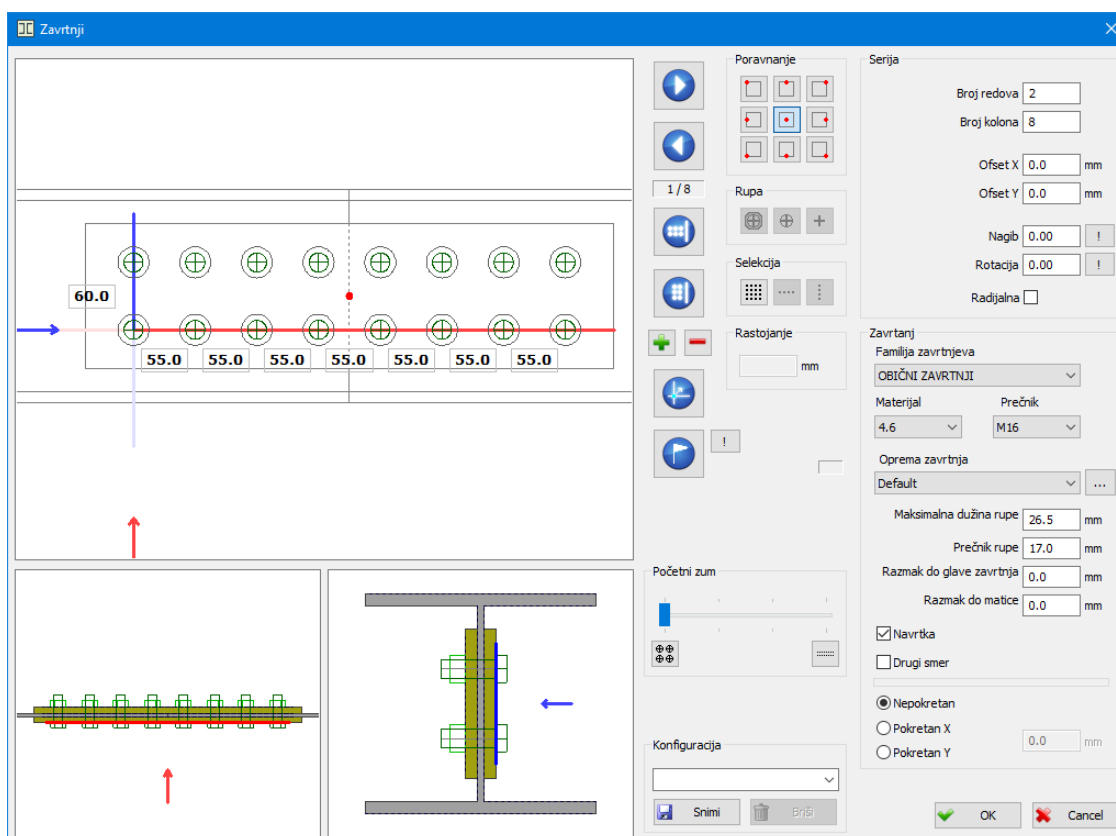 Zavrtnji
60.0
55.0 55.0 55.0 55.0 55.0 55.0 55.0
1 / 8
!
Poravnanje
Rupa
Selekcija
Rastojanje
mm
Početni zum
Konfiguracija
Snimi
Briši
Serija
Broj redova 2
Broj kolona 8
Ofset X 0.0 mm
Ofset Y 0.0 mm
Nagib 0.00 !
Rotacija 0.00 !
Radijalna
Zavrtanj
Familija zavrtnjeva
OBIČNI ZAVRTNJI
Materijal Prečnik
4.6 M16
Oprema zavrtnja
Default ...
Maksimalna dužina rupe 26.5 mm
Prečnik rupe 17.0 mm
Razmak do glave zavrtnja 0.0 mm
Razmak do matice 0.0 mm
Navrtka
Drugi smer
Nepokretan
Pokretan X
0.0 mm
Pokretan Y
OK Cancel